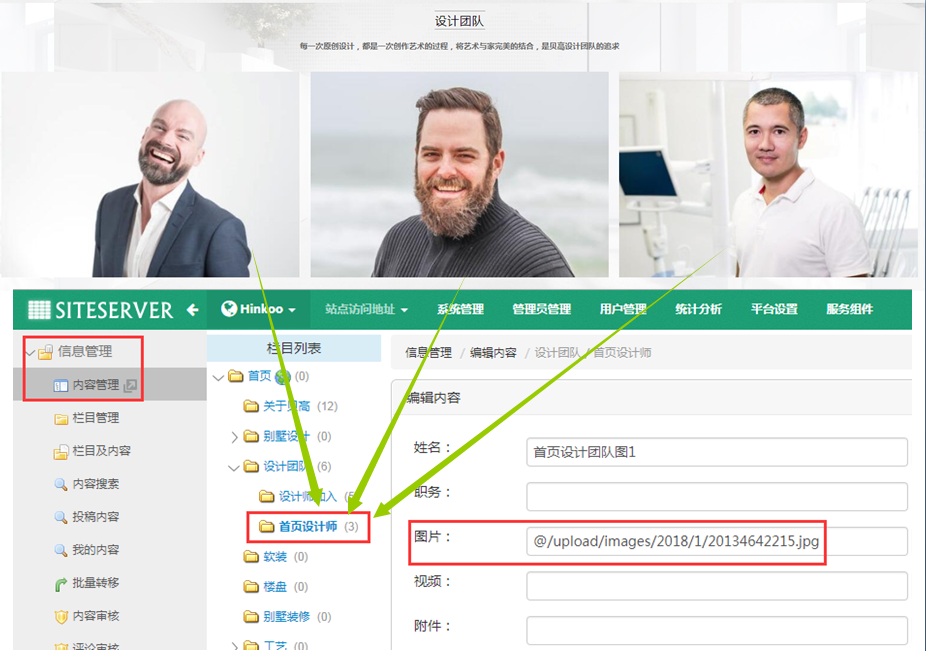 设计团队
每一次原创设计，都是一次创作艺术的过程，将艺术与家完美的结合，是贝高设计团队的追求
SITESERVER
Hinkoo
站点访问地址
系统管理
管理员管理
用户管理
统计分析
平台设置
服务组件
信息管理
内容管理
栏目管理
栏目及内容
内容搜索
投稿内容
我的内容
批量转移
内容审核
评论审核
栏目列表
首页 (0)
关于贝高 (12)
别墅设计 (0)
设计团队 (6)
设计师加入
首页设计师 (3)
软装 (0)
楼盘 (0)
别墅装修 (0)
工艺 (0)
信息管理 / 编辑内容 / 设计团队 / 首页设计师
编辑内容
姓名：
首页设计团队图1
职务：
图片：
@/upload/images/2018/1/20134642215.jpg
视频：
附件：